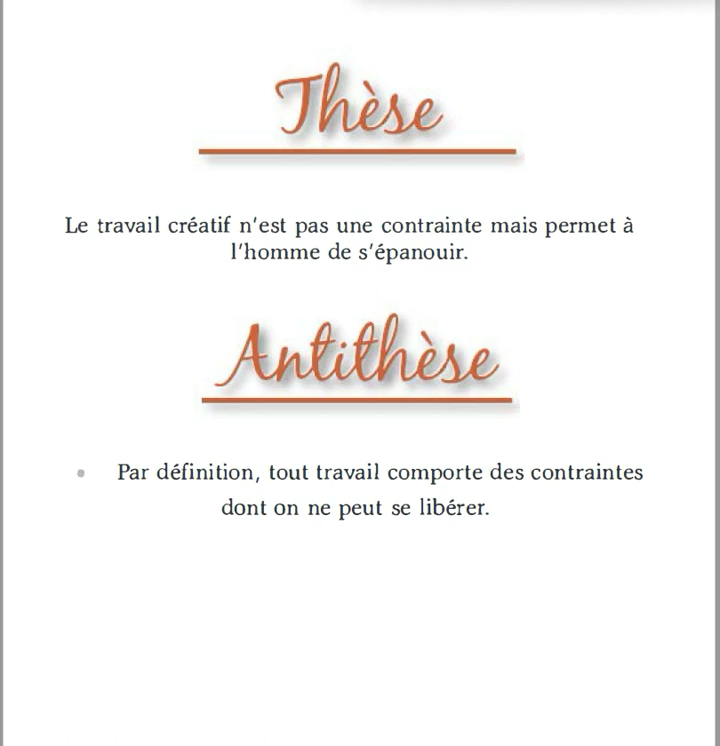 Thèse
Le travail créatif n'est pas une contrainte mais permet à
l'homme de s'épanouir.
Antithèse
• Par définition, tout travail comporte des contraintes
dont on ne peut se libérer.